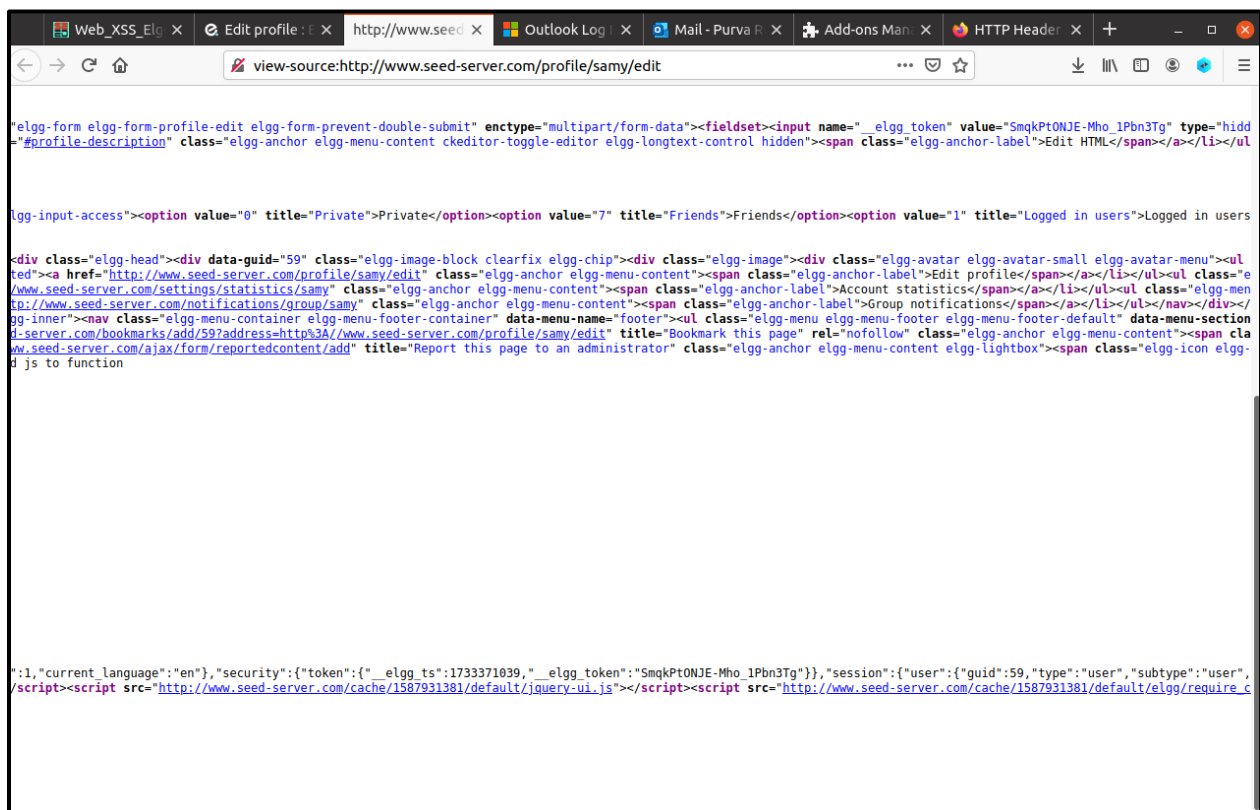 Web_XSS_Elg
Edit profile : E
http://www.seed
Outlook Log
Mail - Purva R
Add-ons Man
HTTP Header
view-source:http://www.seed-server.com/profile/samy/edit
"elgg-form elgg-form-profile-edit elgg-form-prevent-double-submit" enctype="multipart/form-data"><fieldset><input name="__elgg_token" value="SmqkPtONJE-Mho_1Pbn3Tg" type="hidd
="#profile-description" class="elgg-anchor elgg-menu-content ckeditor-toggle-editor elgg-longtext-control hidden"><span class="elgg-anchor-label">Edit HTML</span></a></li></ul
lgg-input-access"><option value="0" title="Private">Private</option><option value="7" title="Friends">Friends</option><option value="1" title="Logged in users">Logged in users
<div class="elgg-head"><div data-guid="59" class="elgg-image-block clearfix elgg-chip"><div class="elgg-image"><div class="elgg-avatar elgg-avatar-small elgg-avatar-menu"><ul
ted"><a href="http://www.seed-server.com/profile/samy/edit" class="elgg-anchor elgg-menu-content"><span class="elgg-anchor-label">Edit profile</span></a></li></ul><ul class="e
/www.seed-server.com/settings/statistics/samy" class="elgg-anchor elgg-menu-content"><span class="elgg-anchor-label">Account statistics</span></a></li></ul><ul class="elgg-men
tp://www.seed-server.com/notifications/group/samy" class="elgg-anchor elgg-menu-content"><span class="elgg-anchor-label">Group notifications</span></a></li></ul></nav></div></
gg-inner"><nav class="elgg-menu-container elgg-menu-footer-container" data-menu-name="footer"><ul class="elgg-menu elgg-menu-footer elgg-menu-footer-default" data-menu-section
d-server.com/bookmarks/add/59?address=http%3A//www.seed-server.com/profile/samy/edit" title="Bookmark this page" rel="nofollow" class="elgg-anchor elgg-menu-content"><span cla
ww.seed-server.com/ajax/form/reportedcontent/add" title="Report this page to an administrator" class="elgg-anchor elgg-menu-content elgg-lightbox"><span class="elgg-icon elgg-
d js to function
":1,"current_language":"en"},"security":{"token":{"__elgg_ts":1733371039,"__elgg_token":"SmqkPtONJE-Mho_1Pbn3Tg"}},"session":{"user":{"guid":59,"type":"user","subtype":"user",
/script><script src="http://www.seed-server.com/cache/1587931381/default/jquery-ui.js"></script><script src="http://www.seed-server.com/cache/1587931381/default/elgg/require_c